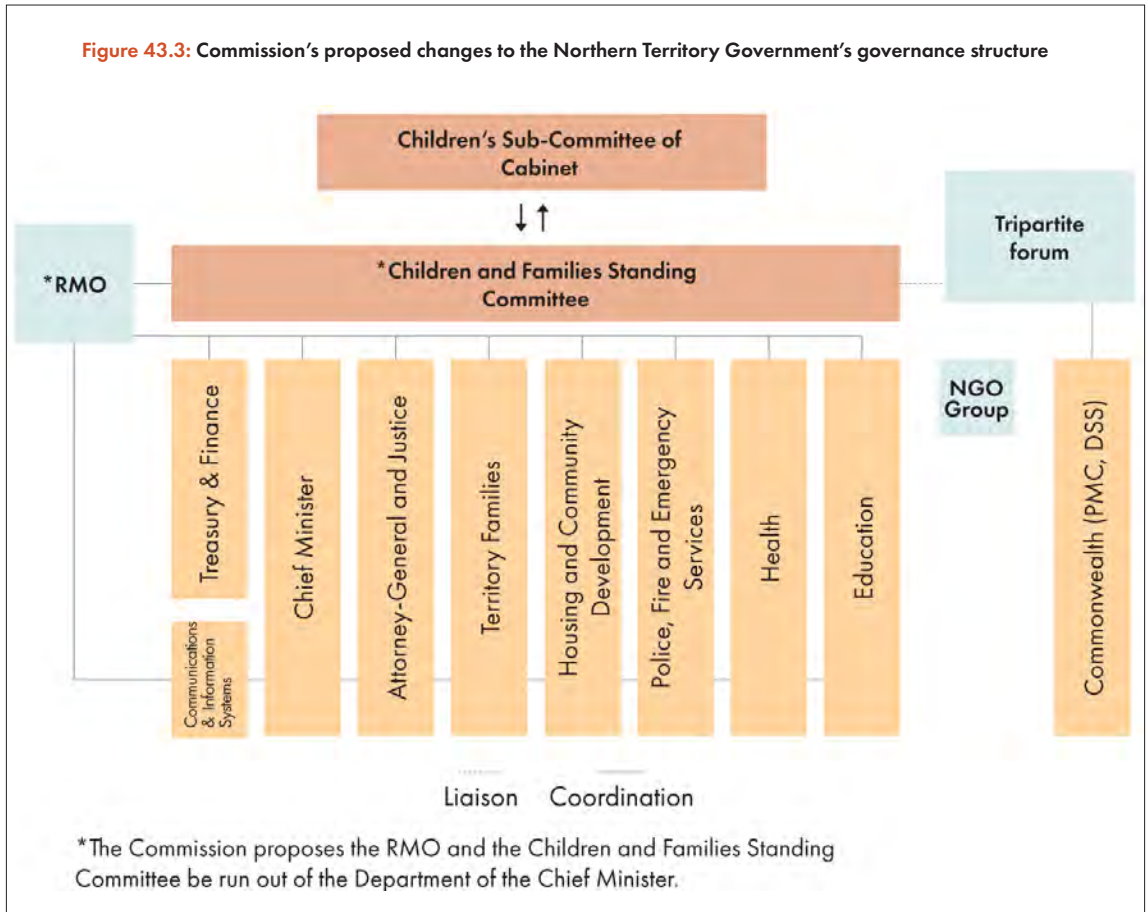 Figure 43.3: Commission's proposed changes to the Northern Territory Government's governance structure
Children's Sub-Committee of
Cabinet
↓↑
*RMO
*Children and Families Standing
Committee
Tripartite
forum
Treasury & Finance
Communications
& Information
Systems
Chief Minister
Attorney-General and Justice
Territory Families
Housing and Community
Development
Police, Fire and Emergency
Services
Health
Education
NGO
Group
Commonwealth (PMC, DSS)
Liaison Coordination
*The Commission proposes the RMO and the Children and Families Standing
Committee be run out of the Department of the Chief Minister.